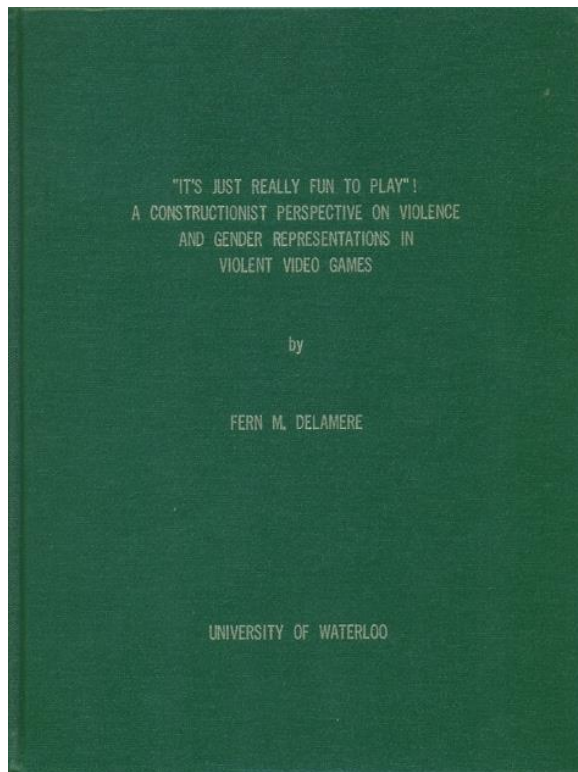 "IT'S JUST REALLY FUN TO PLAY"!
A CONSTRUCTIONIST PERSPECTIVE ON VIOLENCE
AND GENDER REPRESENTATIONS IN
VIOLENT VIDEO GAMES
by
FERN M. DELAMERE
UNIVERSITY OF WATERLOO